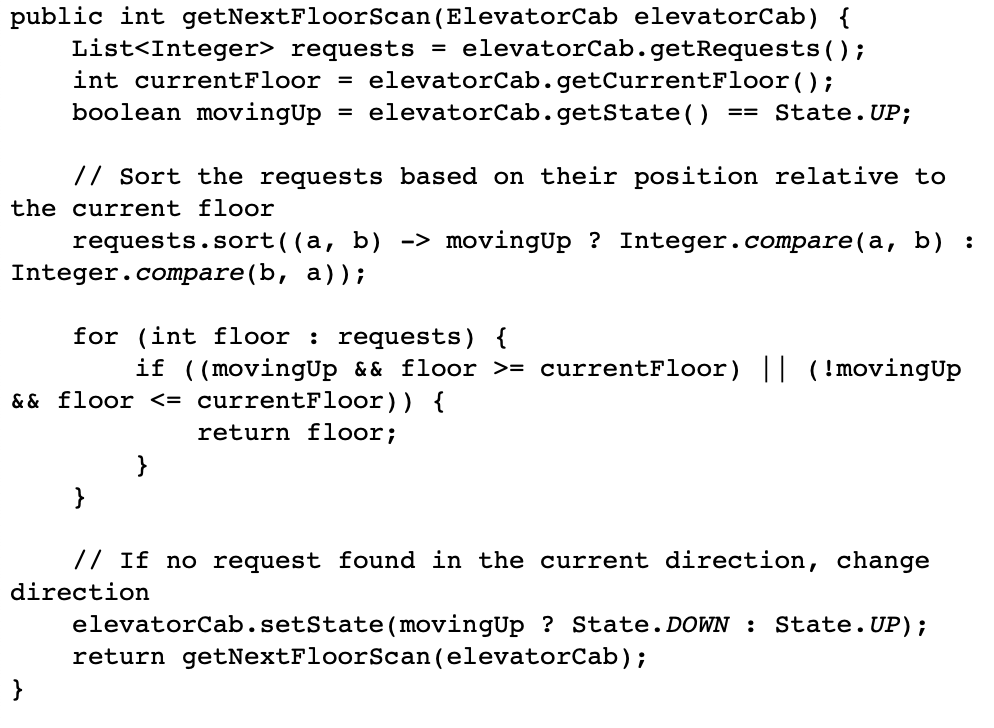 public int getNextFloorScan(ElevatorCab elevatorCab) {
    List<Integer> requests = elevatorCab.getRequests();
    int currentFloor = elevatorCab.getCurrentFloor();
    boolean movingUp = elevatorCab.getState() == State.UP;

    // Sort the requests based on their position relative to
the current floor
    requests.sort((a, b) -> movingUp ? Integer.compare(a, b) :
Integer.compare(b, a));

    for (int floor : requests) {
        if ((movingUp && floor >= currentFloor) || (!movingUp
&& floor <= currentFloor)) {
            return floor;
        }
    }

    // If no request found in the current direction, change
direction
    elevatorCab.setState(movingUp ? State.DOWN : State.UP);
    return getNextFloorScan(elevatorCab);
}